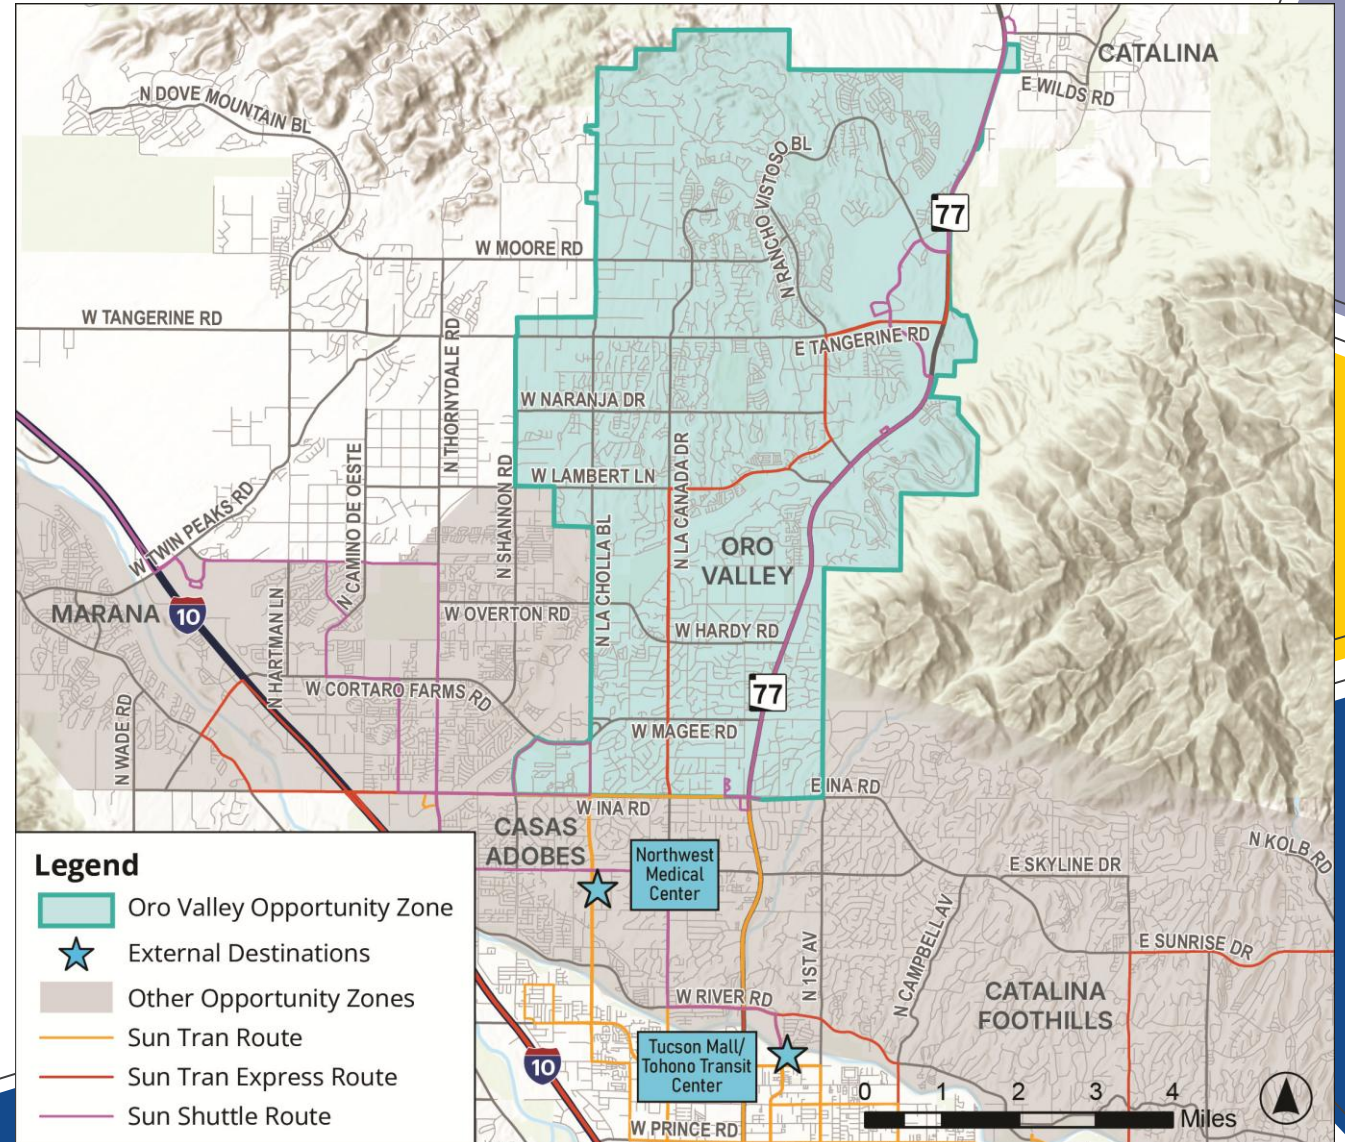 CATALINA
E WILDS RD
N DOVE MOUNTAIN BL
N RANCHO VISTOSO BL
77
W MOORE RD
W TANGERINE RD
E TANGERINE RD
N THORNYDALE RD
W NARANJA DR
N LA CANADA DR
N CAMINO DE OESTE
N SHANNON RD
W LAMBERT LN
W TWIN PEAKS RD
N LA CHOLLA BL
ORO
VALLEY
MARANA
10
N HARTMAN LN
W OVERTON RD
W HARDY RD
W CORTARO FARMS RD
77
N WADE RD
W MAGEE RD
E INA RD
W INA RD
CASAS
ADOBES
Northwest
Medical
Center
E SKYLINE DR
N KOLB RD
N 1ST AV
N CAMPBELL AV
E SUNRISE DR
W RIVER RD
CATALINA
FOOTHILLS
Tucson Mall/
Tohono Transit
Center
10
W PRINCE RD
0 1 2 3 4
Miles
Legend
Oro Valley Opportunity Zone
External Destinations
Other Opportunity Zones
Sun Tran Route
Sun Tran Express Route
Sun Shuttle Route